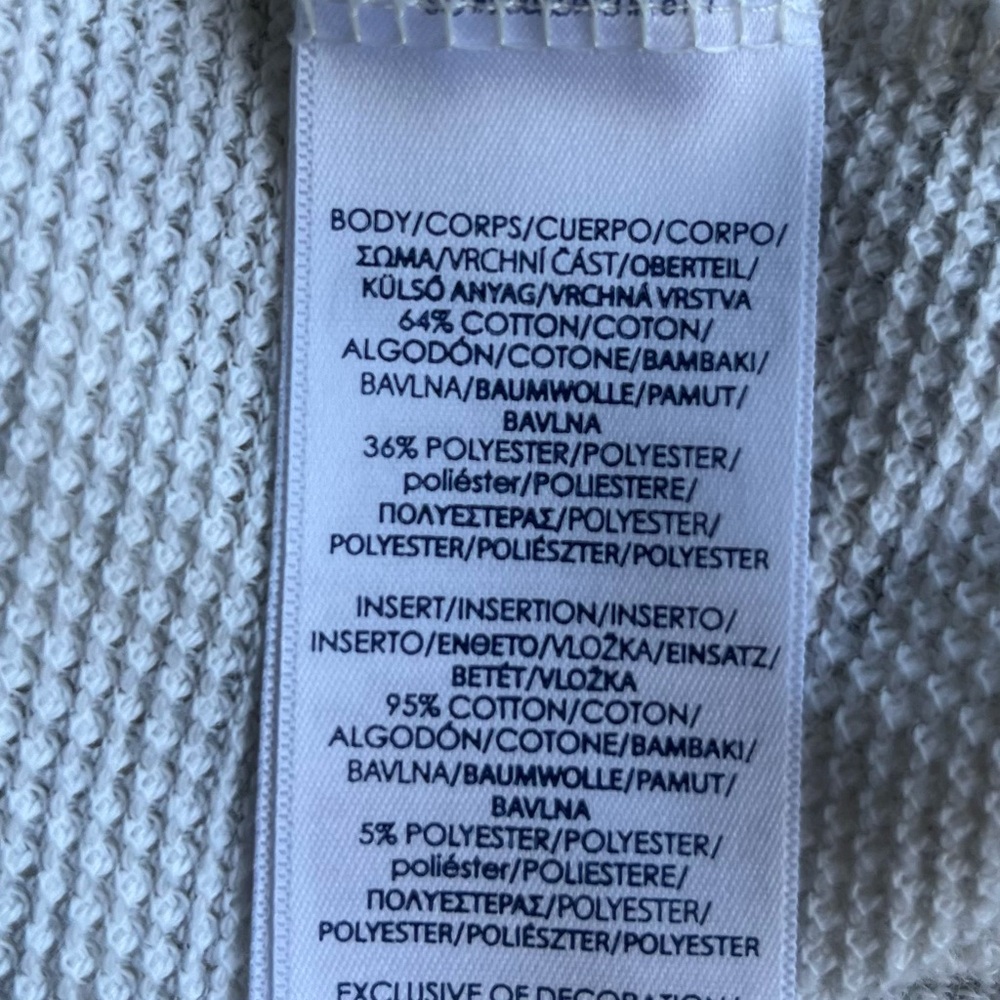 BODY/CORPS/CUERPO/CORPO/
ΣΩΜΑ/VRCHNÍ ČÁST/OBERTEIL/
KÜLSŐ ANYAG/VRCHNÁ VRSTVA
64% COTTON/COTON/
ALGODÓN/COTONE/BAMBAKI/
BAVLNA/BAUMWOLLE/PAMUT/
BAVLNA
36% POLYESTER/POLYESTER/
poliéster/POLIESTERE/
ΠΟΛΥΕΣΤΕΡΑΣ/POLYESTER/
POLYESTER/POLIÉSZTER/POLYESTER
INSERT/INSERTION/INSERTO/
INSERTO/ΕΝΘΕΤΟ/VLOŽKA/EINSATZ/
BETÉT/VLOŽKA
95% COTTON/COTON/
ALGODÓN/COTONE/BAMBAKI/
BAVLNA/BAUMWOLLE/PAMUT/
BAVLNA
5% POLYESTER/POLYESTER/
poliéster/POLIESTERE/
ΠΟΛΥΕΣΤΕΡΑΣ/POLYESTER/
POLYESTER/POLIÉSZTER/POLYESTER
EXCLUSIVE OF DECORATION/